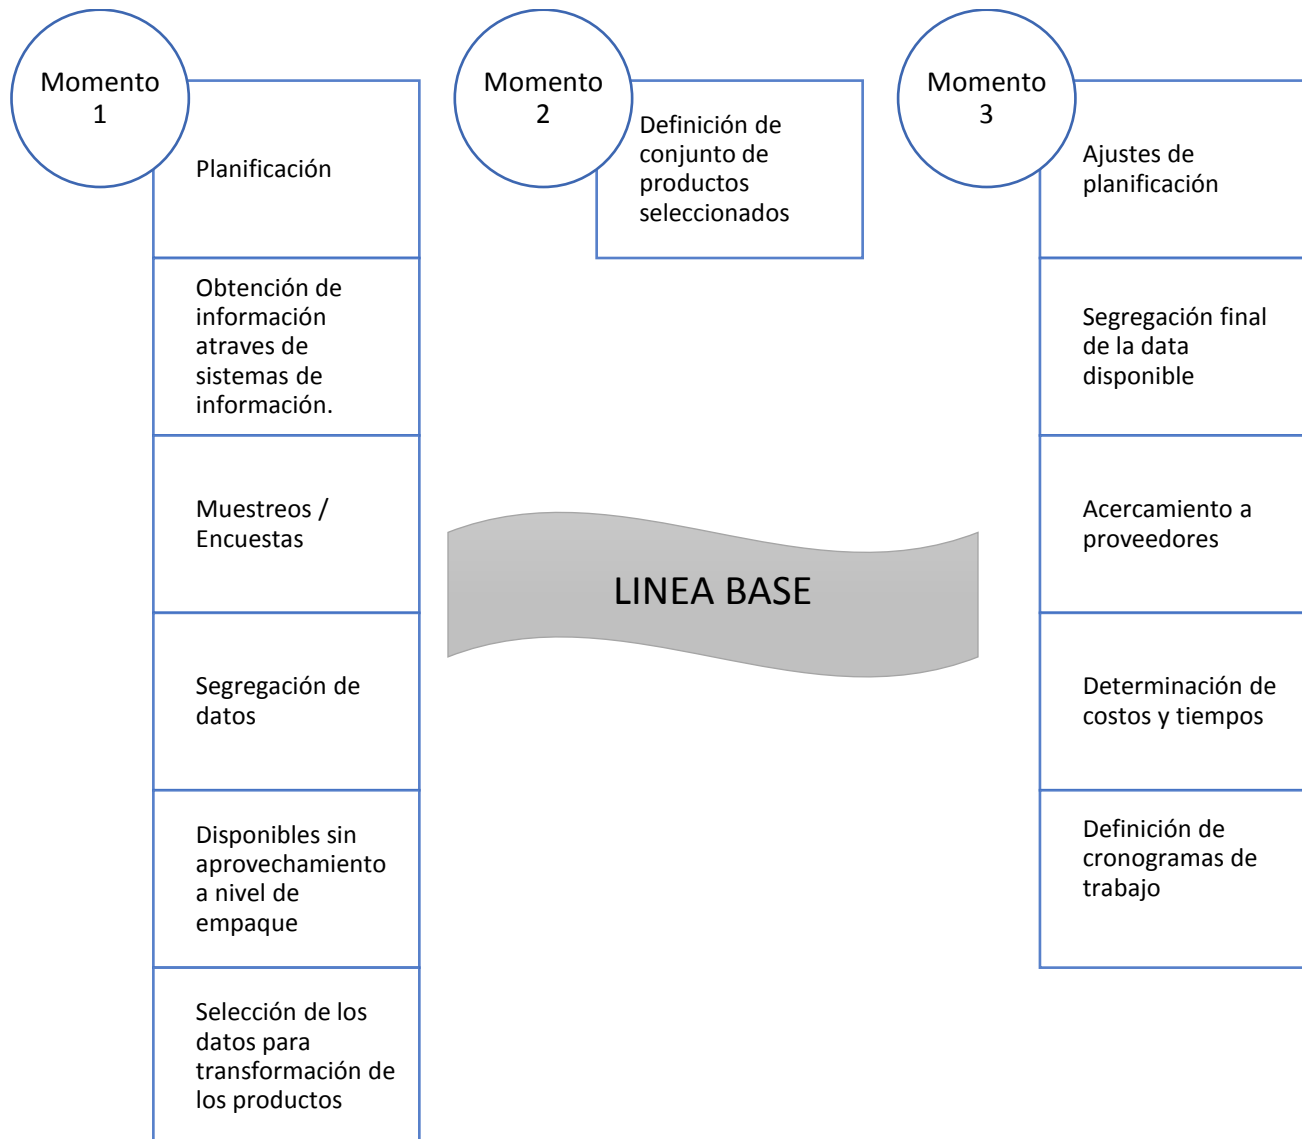 Momento
1
Planificación
Obtención de
información
atraves de
sistemas de
información.
Muestreos /
Encuestas
Segregación de
datos
Disponibles sin
aprovechamiento
a nivel de
empaque
Selección de los
datos para
transformación de
los productos
Momento
2
Definición de
conjunto de
productos
seleccionados
LINEA BASE
Momento
3
Ajustes de
planificación
Segregación final
de la data
disponible
Acercamiento a
proveedores
Determinación de
costos y tiempos
Definición de
cronogramas de
trabajo